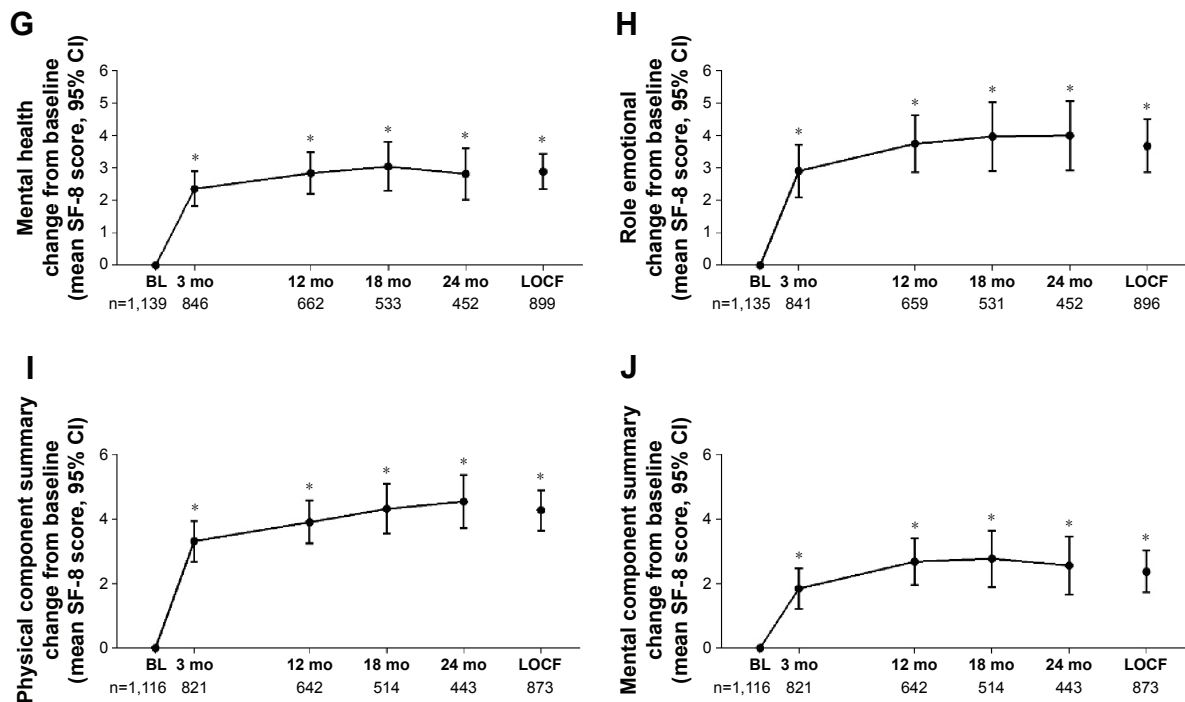 G
Mental health
change from baseline
(mean SF-8 score, 95% CI)
6
5
4
3
2
1
0
* * * * *
BL 3 mo 12 mo 18 mo 24 mo LOCF
n=1,139 846 662 533 452 899
H
Role emotional
change from baseline
(mean SF-8 score, 95% CI)
6
5
4
3
2
1
0
* * * * *
BL 3 mo 12 mo 18 mo 24 mo LOCF
n=1,135 841 659 531 452 896
I
Physical component summary
change from baseline
(mean SF-8 score, 95% CI)
6
4
2
0
* * * * *
BL 3 mo 12 mo 18 mo 24 mo LOCF
n=1,116 821 642 514 443 873
J
Mental component summary
change from baseline
(mean SF-8 score, 95% CI)
6
4
2
0
* * * * *
BL 3 mo 12 mo 18 mo 24 mo LOCF
n=1,116 821 642 514 443 873